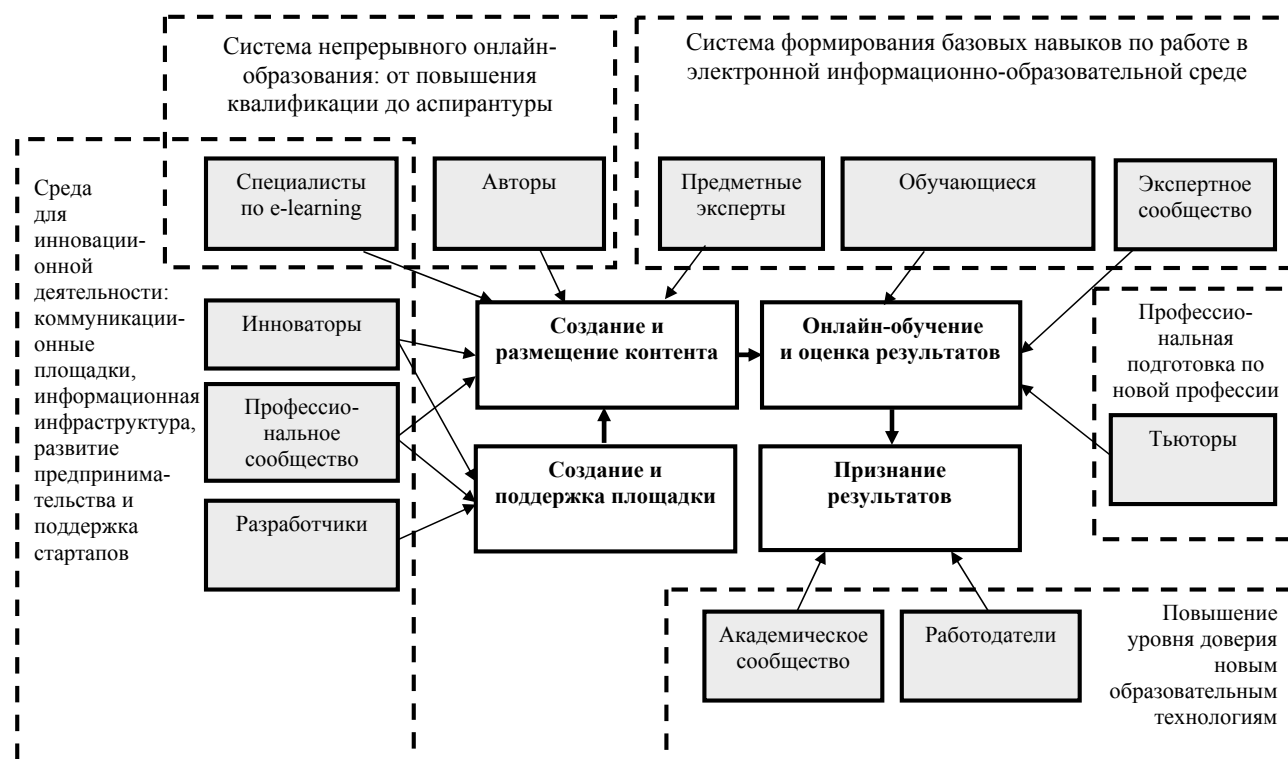 Система непрерывного онлайн-
образования: от повышения
квалификации до аспирантуры
Система формирования базовых навыков по работе в
электронной информационно-образовательной среде
Среда
для
инноваци-
онной
деятельности:
коммуникаци-
онные
площадки,
информационная
инфраструктура,
развитие
предпринима-
тельства и
поддержка
стартапов
Специалисты
по e-learning
Авторы
Предметные
эксперты
Обучающиеся
Экспертное
сообщество
Инноваторы
Профессио-
нальное
сообщество
Разработчики
Создание и
размещение контента
Онлайн-обучение
и оценка результатов
Создание и
поддержка площадки
Признание
результатов
Профессио-
нальная
подготовка по
новой профессии
Тьюторы
Академическое
сообщество
Работодатели
Повышение
уровня доверия
новым
образовательным
технологиям